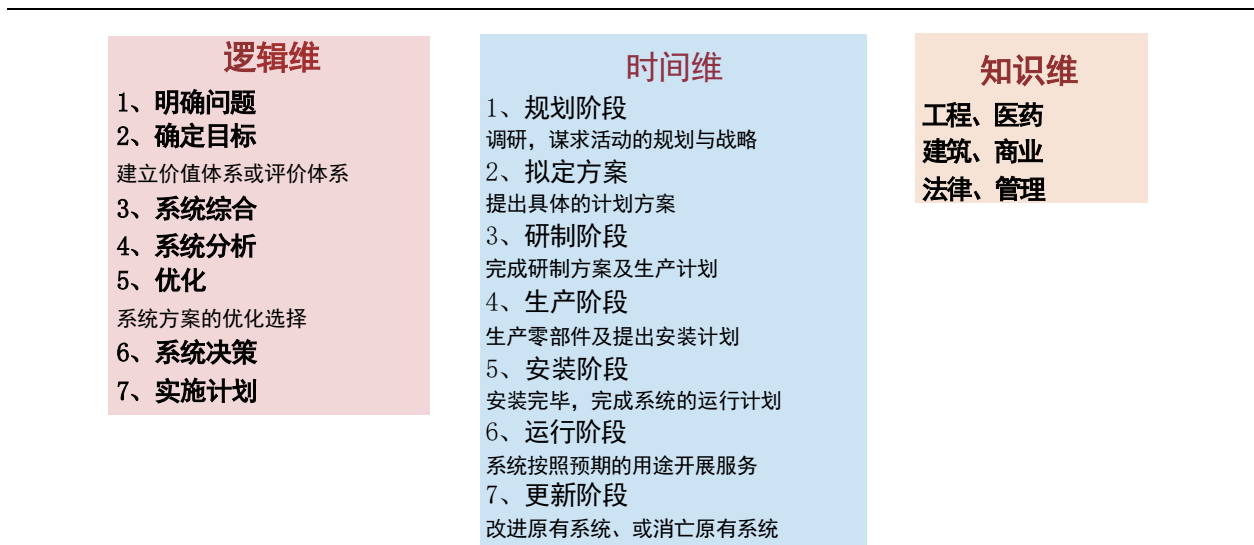 逻辑维
1、明确问题
2、确定目标
建立价值体系或评价体系
3、系统综合
4、系统分析
5、优化
系统方案的优化选择
6、系统决策
7、实施计划
时间维
1、规划阶段
调研，谋求活动的规划与战略
2、拟定方案
提出具体的计划方案
3、研制阶段
完成研制方案及生产计划
4、生产阶段
生产零部件及提出安装计划
5、安装阶段
安装完毕，完成系统的运行计划
6、运行阶段
系统按照预期的用途开展服务
7、更新阶段
改进原有系统、或消亡原有系统
知识维
工程、医药
建筑、商业
法律、管理